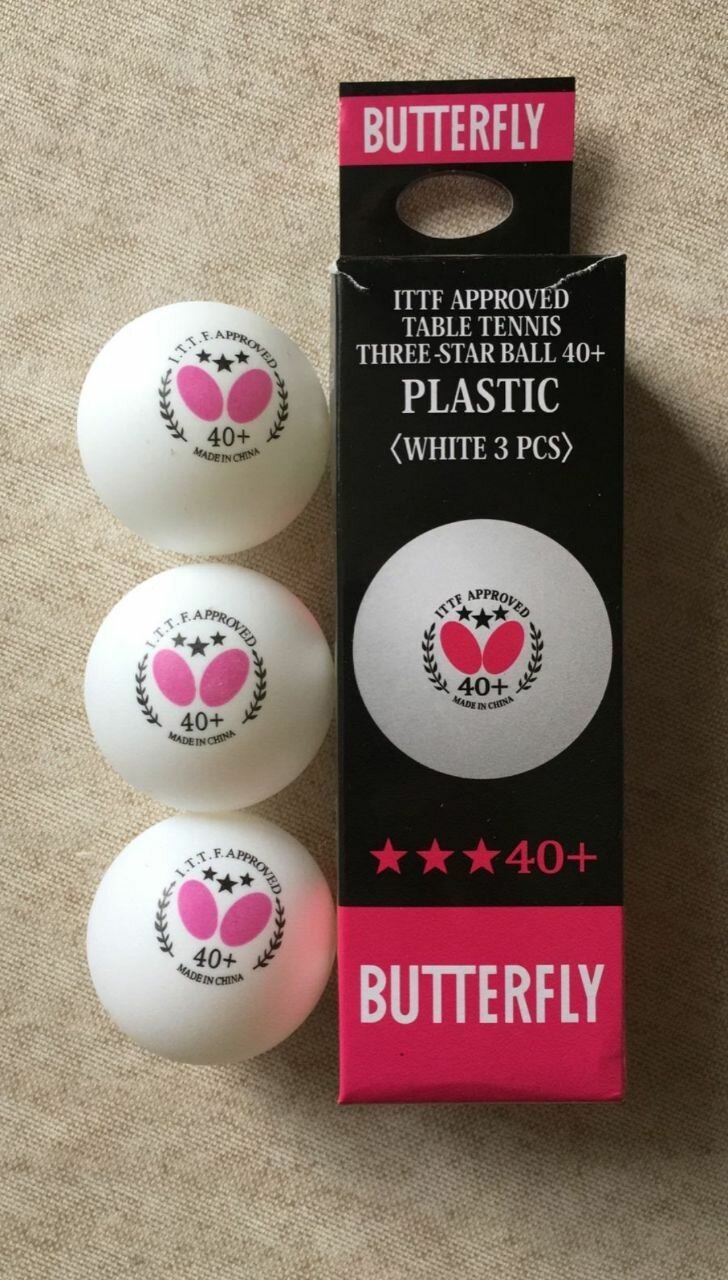 BUTTERFLY
ITTF APPROVED
TABLE TENNIS
THREE-STAR BALL 40+
PLASTIC
〈WHITE 3 PCS〉
ITTF APPROVED
40+
MADE IN CHINA
★★★40+
BUTTERFLY
I.T.T.F. APPROVED
40+
MADE IN CHINA
I.T.T.F. APPROVED
40+
MADE IN CHINA
I.T.T.F. APPROVED
40+
MADE IN CHINA